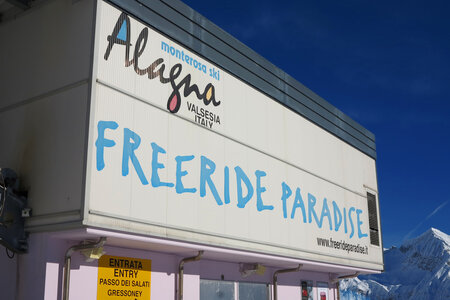 monterosa ski
Alagna
VALSESIA
ITALY
FREERIDE PARADISE
www.freerideparadise.it
ENTRATA
ENTRY
PASSO DEI SALATI
GRESSONEY